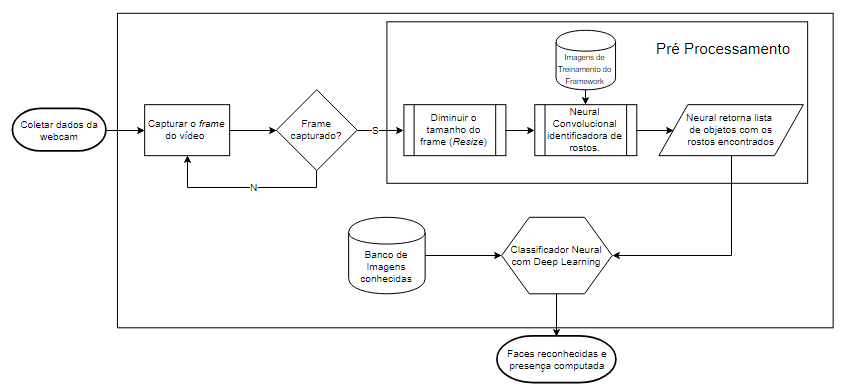 Pré Processamento
Imagens de
Treinamento do
Framework
Coletar dados da
webcam
Capturar o frame
do vídeo
Frame
capturado?
S
N
Diminuir o
tamanho do
frame (Resize)
Neural
Convolucional
identificadora de
rostos.
Neural retorna lista
de objetos com os
rostos encontrados
Banco de
Imagens
conhecidas
Classificador Neural
com Deep Learning
Faces reconhecidas e
presença computada